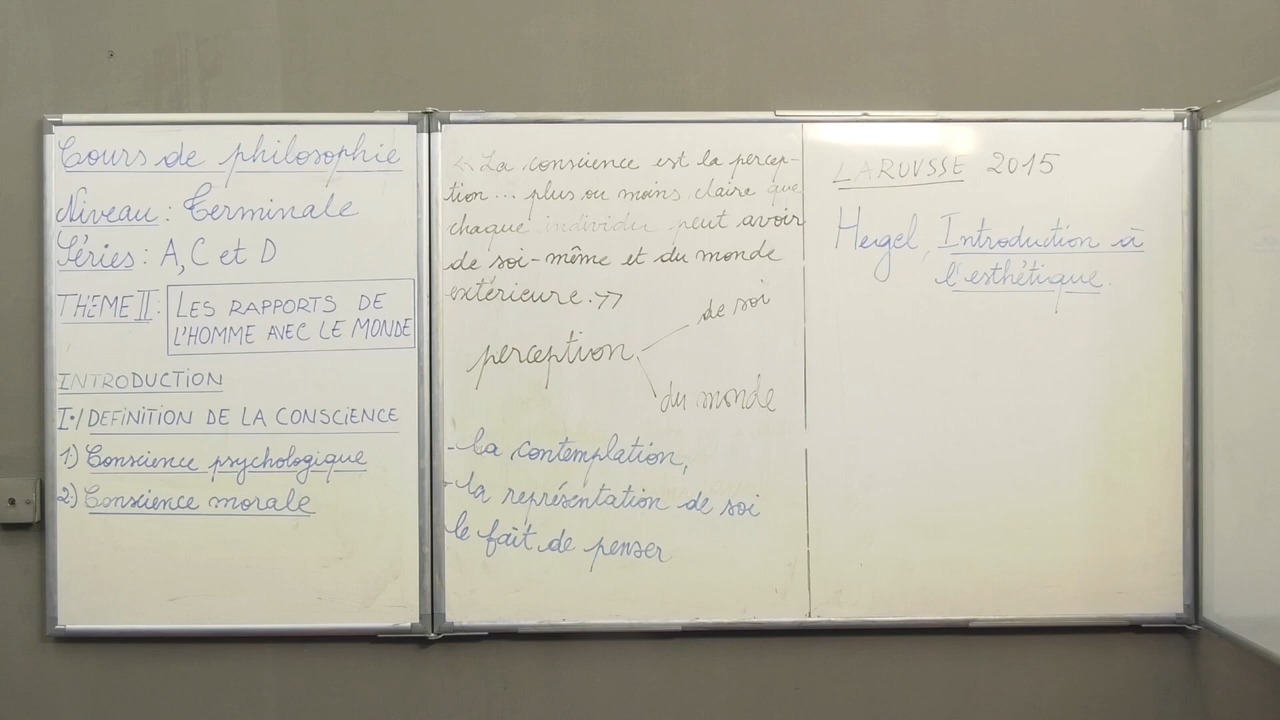 Cours de philosophie
Niveau : Terminale
Séries : A, C et D
THEME II : LES RAPPORTS DE
L'HOMME AVEC LE MONDE
INTRODUCTION
I./ DEFINITION DE LA CONSCIENCE
1) Conscience psychologique
2) Conscience morale
<< La conscience est la percep-
tion... plus ou moins claire que
chaque individu peut avoir
de soi-même et du monde
extérieure. >>
perception
de soi
du monde
- la contemplation,
- la représentation de soi
le fait de penser
LAROUSSE 2015
Hegel, Introduction à
l'esthétique.